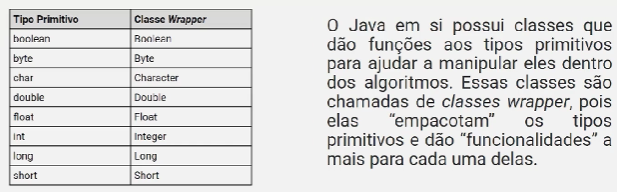 Tipo Primitivo Classe Wrapper
boolean Boolean
byte Byte
char Character
double Double
float Float
int Integer
long Long
short Short
O Java em si possui classes que
dão funções aos tipos primitivos
para ajudar a manipular eles dentro
dos algoritmos. Essas classes são
chamadas de classes wrapper, pois
elas "empacotam" os tipos
primitivos e dão "funcionalidades" a
mais para cada uma delas.